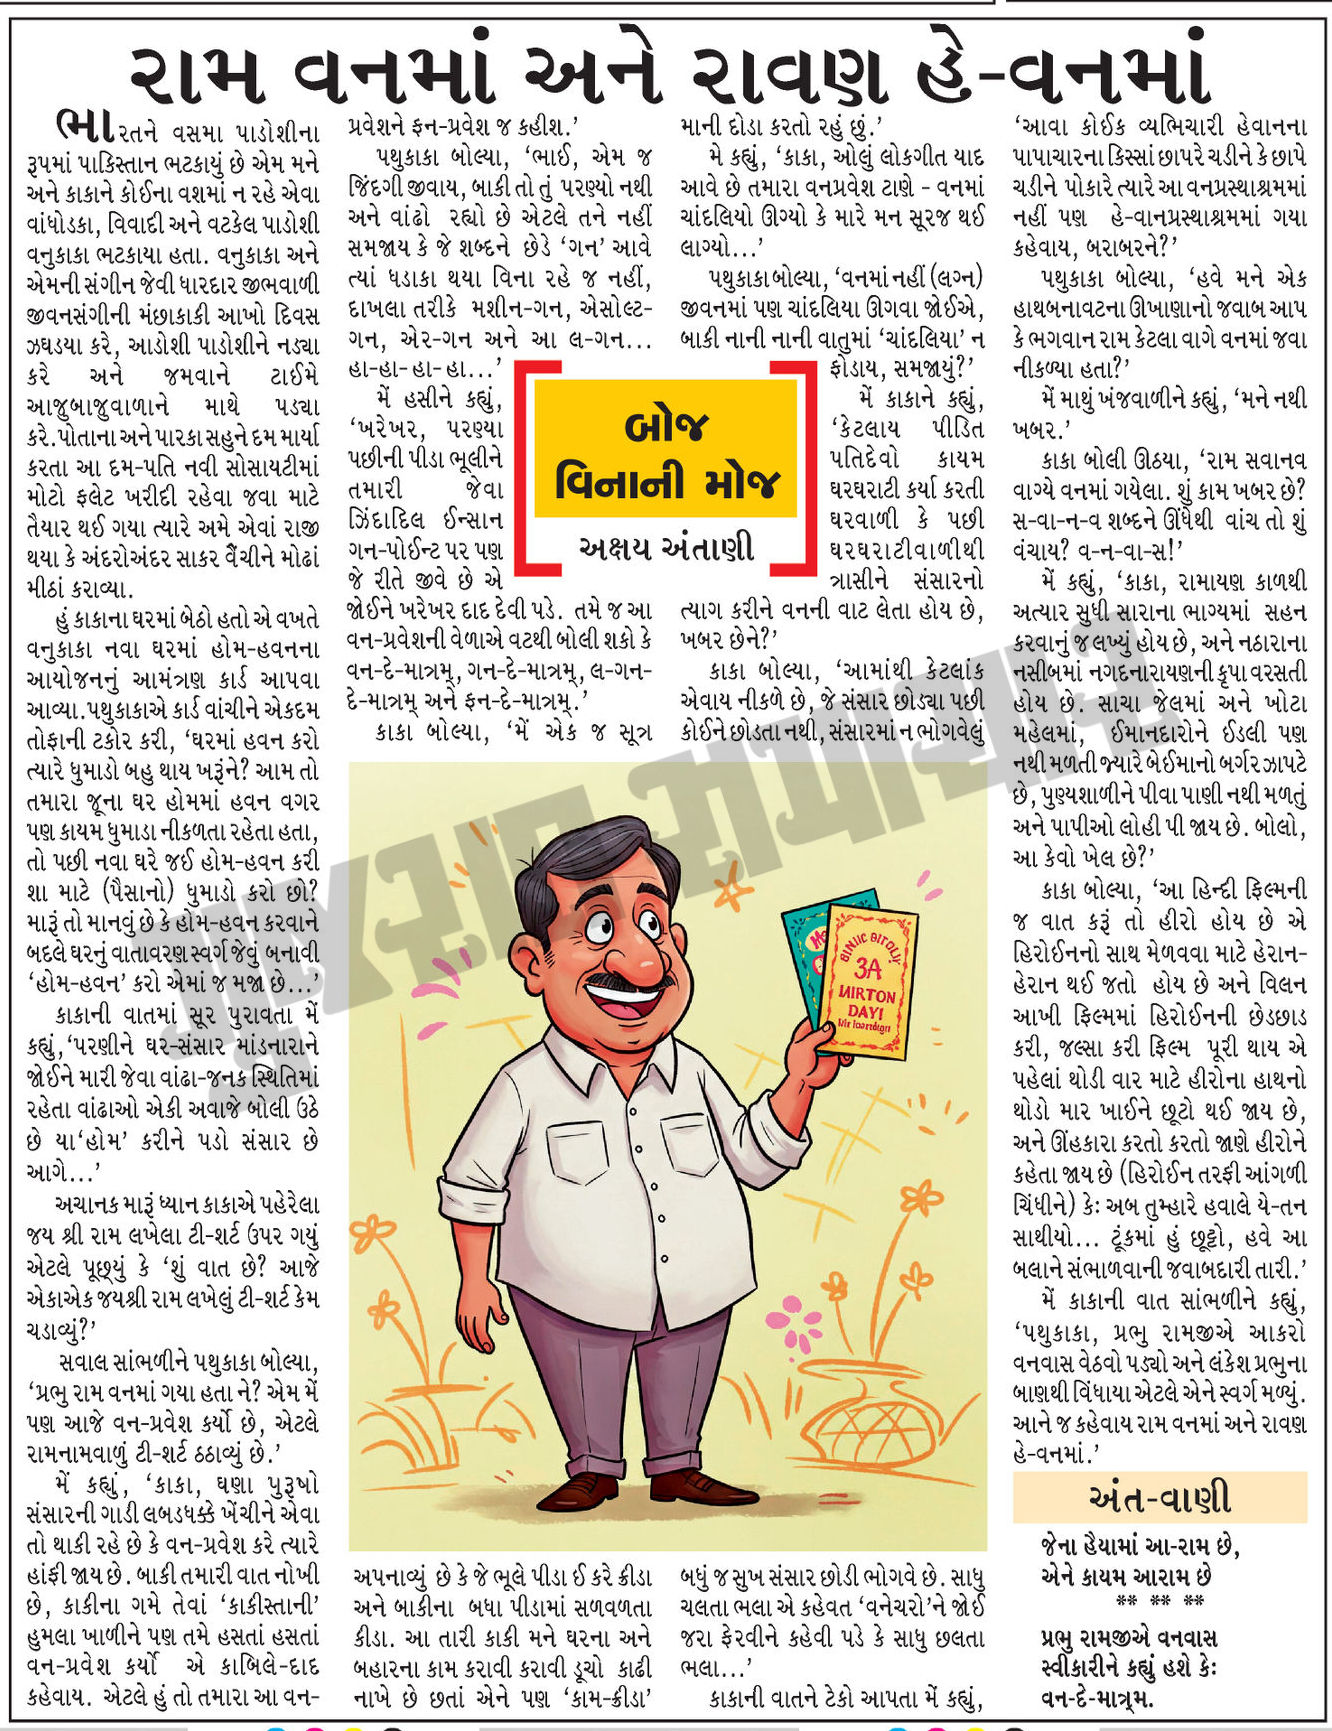 રામ વનમાં અને રાવણ હે-વનમાં
ભારતને વસમા પાડોશીના
રૂપમાં પાકિસ્તાન ભટકાયું છે એમ મને
અને કાકાને કોઈના વશમાં ન રહે એવા
વાંધોડકા, વિવાદી અને વટકેલ પાડોશી
વનુકાકા ભટકાયા હતા. વનુકાકા અને
એમની સંગીન જેવી ધારદાર જીભવાળી
જીવનસંગીની મંછાકાકી આખો દિવસ
ઝઘડયા કરે, આડોશી પાડોશીને નડ્યા
કરે અને જમવાને ટાઈમે
આજુબાજુવાળાને માથે પડ્યા
કરે.પોતાના અને પારકા સહુને દમ માર્યા
કરતા આ દમ-પતિ નવી સોસાયટીમાં
મોટો ફલેટ ખરીદી રહેવા જવા માટે
તૈયાર થઈ ગયા ત્યારે અમે એવાં રાજી
થયા કે અંદરોઅંદર સાકર વૈંચીને મોઢાં
મીઠાં કરાવ્યા.
હું કાકાના ઘરમાં બેઠો હતો એ વખતે
વનુકાકા નવા ઘરમાં હોમ-હવનના
આયોજનનું આમંત્રણ કાર્ડ આપવા
આવ્યા.પથુકાકાએ કાર્ડ વાંચીને એકદમ
તોફાની ટકોર કરી, ‘ઘરમાં હવન કરો
ત્યારે ધુમાડો બહુ થાય ખરૂંને? આમ તો
તમારા જૂના ઘર હોમમાં હવન વગર
પણ કાયમ ધુમાડા નીકળતા રહેતા હતા,
તો પછી નવા ઘરે જઈ હોમ-હવન કરી
શા માટે (પૈસાનો) ધુમાડો કરો છો?
મારૂં તો માનવું છે કે હોમ-હવન કરવાને
બદલે ઘરનું વાતાવરણ સ્વર્ગ જેવું બનાવી
‘હોમ-હવન’ કરો એમાં જ મજા છે...’
કાકાની વાતમાં સૂર પુરાવતા મેં
કહ્યું,‘પરણીને ઘર-સંસાર માંડનારાને
જોઈને મારી જેવા વાંઢા-જનક સ્થિતિમાં
રહેતા વાંઢાઓ એકી અવાજે બોલી ઉઠે
છે યા‘હોમ’ કરીને પડો સંસાર છે
આગે...’
અચાનક મારૂં ધ્યાન કાકાએ પહેરેલા
જય શ્રી રામ લખેલા ટી-શર્ટ ઉપર ગયું
એટલે પૂછ્યું કે ‘શું વાત છે? આજે
એકાએક જયશ્રી રામ લખેલું ટી-શર્ટ કેમ
ચડાવ્યું?’
સવાલ સાંભળીને પથુકાકા બોલ્યા,
‘પ્રભુ રામ વનમાં ગયા હતા ને? એમ મેં
પણ આજે વન-પ્રવેશ કર્યો છે, એટલે
રામનામવાળું ટી-શર્ટ ઠઠાવ્યું છે.’
મેં કહ્યું, ‘કાકા, ઘણા પુરૂષો
સંસારની ગાડી લબડધક્કે ખેંચીને એવા
તો થાકી રહે છે કે વન-પ્રવેશ કરે ત્યારે
હાંફી જાય છે. બાકી તમારી વાત નોખી
છે, કાકીના ગમે તેવાં ‘કાકીસ્તાની’
હુમલા ખાળીને પણ તમે હસતાં હસતાં
વન-પ્રવેશ કર્યો એ કાબિલે-દાદ
કહેવાય. એટલે હું તો તમારા આ વન-
પ્રવેશને ફન-પ્રવેશ જ કહીશ.’
પથુકાકા બોલ્યા, ‘ભાઈ, એમ જ
જિંદગી જીવાય, બાકી તો તું પરણ્યો નથી
અને વાંઢો રહ્યો છે એટલે તને નહીં
સમજાય કે જે શબ્દને છેડે ‘ગન’ આવે
ત્યાં ધડાકા થયા વિના રહે જ નહીં,
દાખલા તરીકે મશીન-ગન, એસોલ્ટ-
ગન, એર-ગન અને આ લ-ગન...
હા-હા-હા-હા...’
મેં હસીને કહ્યું,
‘ખરેખર, પરણ્યા
પછીની પીડા ભૂલીને
તમારી જેવા
ઝિંદાદિલ ઈન્સાન
ગન-પોઈન્ટ પર પણ
જે રીતે જીવે છે એ
જોઈને ખરેખર દાદ દેવી પડે. તમે જ આ
વન-પ્રવેશની વેળાએ વટથી બોલી શકો કે
વન-દે-માત્રમ્, ગન-દે-માત્રમ્, લ-ગન-
દે-માત્રમ્ અને ફન-દે-માત્રમ્.’
કાકા બોલ્યા, ‘મેં એક જ સૂત્ર
અપનાવ્યું છે કે જે ભૂલે પીડા ઈ કરે ક્રીડા
અને બાકીના બધા પીડામાં સળવળતા
કીડા. આ તારી કાકી મને ઘરના અને
બહારના કામ કરાવી કરાવી ડૂચો કાઢી
નાખે છે છતાં એને પણ ‘કામ-ક્રીડા’
માની દોડા કરતો રહું છું.’
મે કહ્યું, ‘કાકા, ઓલું લોકગીત યાદ
આવે છે તમારા વનપ્રવેશ ટાણે - વનમાં
ચાંદલિયો ઊગ્યો કે મારે મન સૂરજ થઈ
લાગ્યો...’
પથુકાકા બોલ્યા, ‘વનમાં નહીં (લગ્ન)
જીવનમાં પણ ચાંદલિયા ઊગવા જોઈએ,
બાકી નાની નાની વાતુમાં ‘ચાંદલિયા’ ન
ફોડાય, સમજાયું?’
મેં કાકાને કહ્યું,
‘કેટલાય પીડિત
પતિદેવો કાયમ
ઘરઘરાટી કર્યા કરતી
ઘરવાળી કે પછી
ઘરઘરાટીવાળીથી
ત્રાસીને સંસારનો
ત્યાગ કરીને વનની વાટ લેતા હોય છે,
ખબર છેને?’
કાકા બોલ્યા, ‘આમાંથી કેટલાંક
એવાય નીકળે છે, જે સંસાર છોડ્યા પછી
કોઈને છોડતા નથી, સંસારમાં ન ભોગવેલું
બધું જ સુખ સંસાર છોડી ભોગવે છે. સાધુ
ચલતા ભલા એ કહેવત ‘વનેચરો’ને જોઈ
જરા ફેરવીને કહેવી પડે કે સાધુ છલતા
ભલા...’
કાકાની વાતને ટેકો આપતા મેં કહ્યું,
બોજ
વિનાની મોજ
અક્ષય અંતાણી
‘આવા કોઈક વ્યભિચારી હેવાનના
પાપાચારના કિસ્સાં છાપરે ચડીને કે છાપે
ચડીને પોકારે ત્યારે આ વનપ્રસ્થાશ્રમમાં
નહીં પણ હે-વાનપ્રસ્થાશ્રમમાં ગયા
કહેવાય, બરાબરને?’
પથુકાકા બોલ્યા, ‘હવે મને એક
હાથબનાવટના ઊખાણાનો જવાબ આપ
કે ભગવાન રામ કેટલા વાગે વનમાં જવા
નીકળ્યા હતા?’
મેં માથું ખંજવાળીને કહ્યું, ‘મને નથી
ખબર.’
કાકા બોલી ઊઠયા, ‘રામ સવાનવ
વાગ્યે વનમાં ગયેલા. શું કામ ખબર છે?
સ-વા-ન-વ શબ્દને ઊંધેથી વાંચ તો શું
વંચાય? વ-ન-વા-સ!’
મેં કહ્યું, ‘કાકા, રામાયણ કાળથી
અત્યાર સુધી સારાના ભાગ્યમાં સહન
કરવાનું જ લખ્યું હોય છે, અને નઠારાના
નસીબમાં નગદનારાયણની કૃપા વરસતી
હોય છે. સાચા જેલમાં અને ખોટા
મહેલમાં, ઈમાનદારોને ઈડલી પણ
નથી મળતી જ્યારે બેઈમાનો બર્ગર ઝાપટે
છે, પુણ્યશાળીને પીવા પાણી નથી મળતું
અને પાપીઓ લોહી પી જાય છે. બોલો,
આ કેવો ખેલ છે?’
કાકા બોલ્યા, ‘આ હિન્દી ફિલ્મની
જ વાત કરૂં તો હીરો હોય છે એ
હિરોઈનનો સાથ મેળવવા માટે હેરાન-
હેરાન થઈ જતો હોય છે અને વિલન
આખી ફિલ્મમાં હિરોઈનની છેડછાડ
કરી, જલ્સા કરી ફિલ્મ પૂરી થાય એ
પહેલાં થોડી વાર માટે હીરોના હાથનો
થોડો માર ખાઈને છૂટો થઈ જાય છે,
અને ઊંહકારા કરતો કરતો જાણે હીરોને
કહેતા જાય છે (હિરોઈન તરફી આંગળી
ચિંધીને) કેઃ અબ તુમ્હારે હવાલે યે-તન
સાથીયો... ટૂંકમાં હું છૂટ્ટો, હવે આ
બલાને સંભાળવાની જવાબદારી તારી.’
મેં કાકાની વાત સાંભળીને કહ્યું,
‘પથુકાકા, પ્રભુ રામજીએ આકરો
વનવાસ વેઠવો પડ્યો અને લંકેશ પ્રભુના
બાણથી વિંધાયા એટલે એને સ્વર્ગ મળ્યું.
આને જ કહેવાય રામ વનમાં અને રાવણ
હે-વનમાં.’
અંત-વાણી
જેના હૈયામાં આ-રામ છે,
એને કાયમ આરામ છે
** ** **
પ્રભુ રામજીએ વનવાસ
સ્વીકારીને કહ્યું હશે કેઃ
વન-દે-માત્રમ્.
ગુજરાત સમાચાર
BINIIC BITOLIY
3A
MIRTON
DAY!